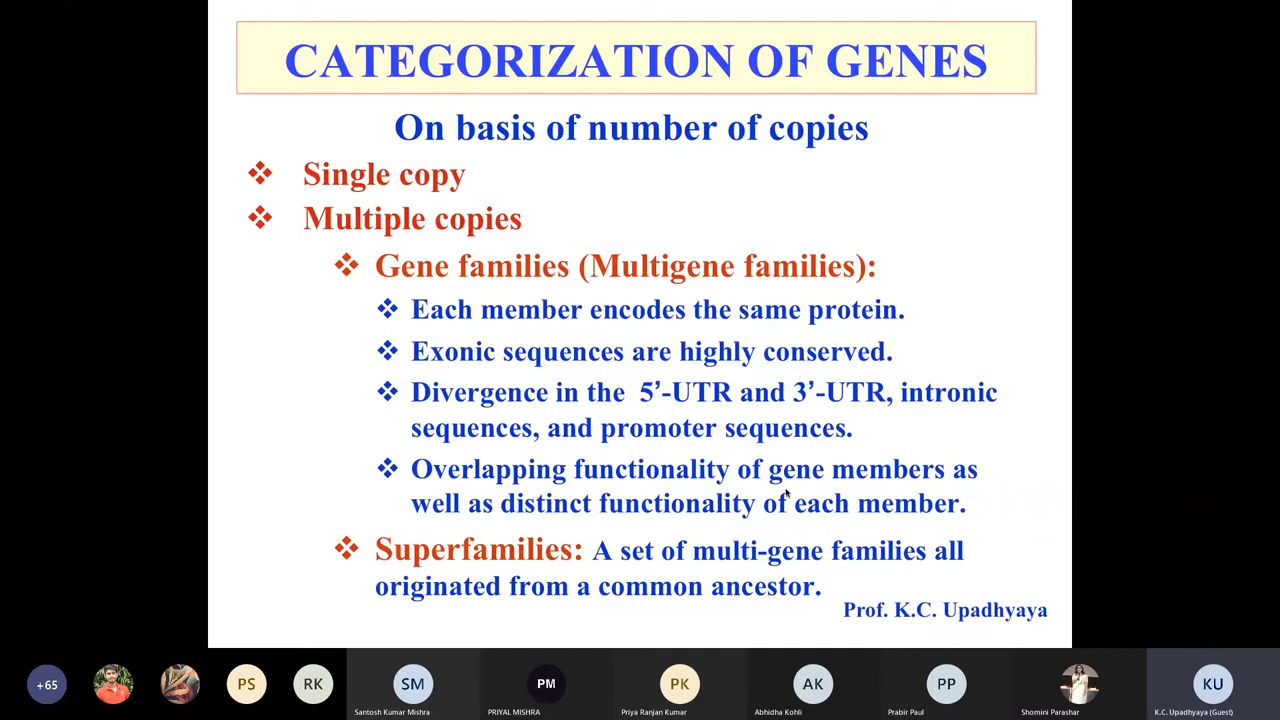 CATEGORIZATION OF GENES
On basis of number of copies
❖ Single copy
❖ Multiple copies
❖ Gene families (Multigene families):
❖ Each member encodes the same protein.
❖ Exonic sequences are highly conserved.
❖ Divergence in the 5’-UTR and 3’-UTR, intronic
sequences, and promoter sequences.
❖ Overlapping functionality of gene members as
well as distinct functionality of each member.
❖ Superfamilies: A set of multi-gene families all
originated from a common ancestor.
Prof. K.C. Upadhyaya
+65 PS RK SM PM PK AK PP KU
Santosh Kumar Mishra PRIYAL MISHRA Priya Ranjan Kumar Abhidha Kohli Prabir Paul Shomini Parashar K.C. Upadhyaya (Guest)